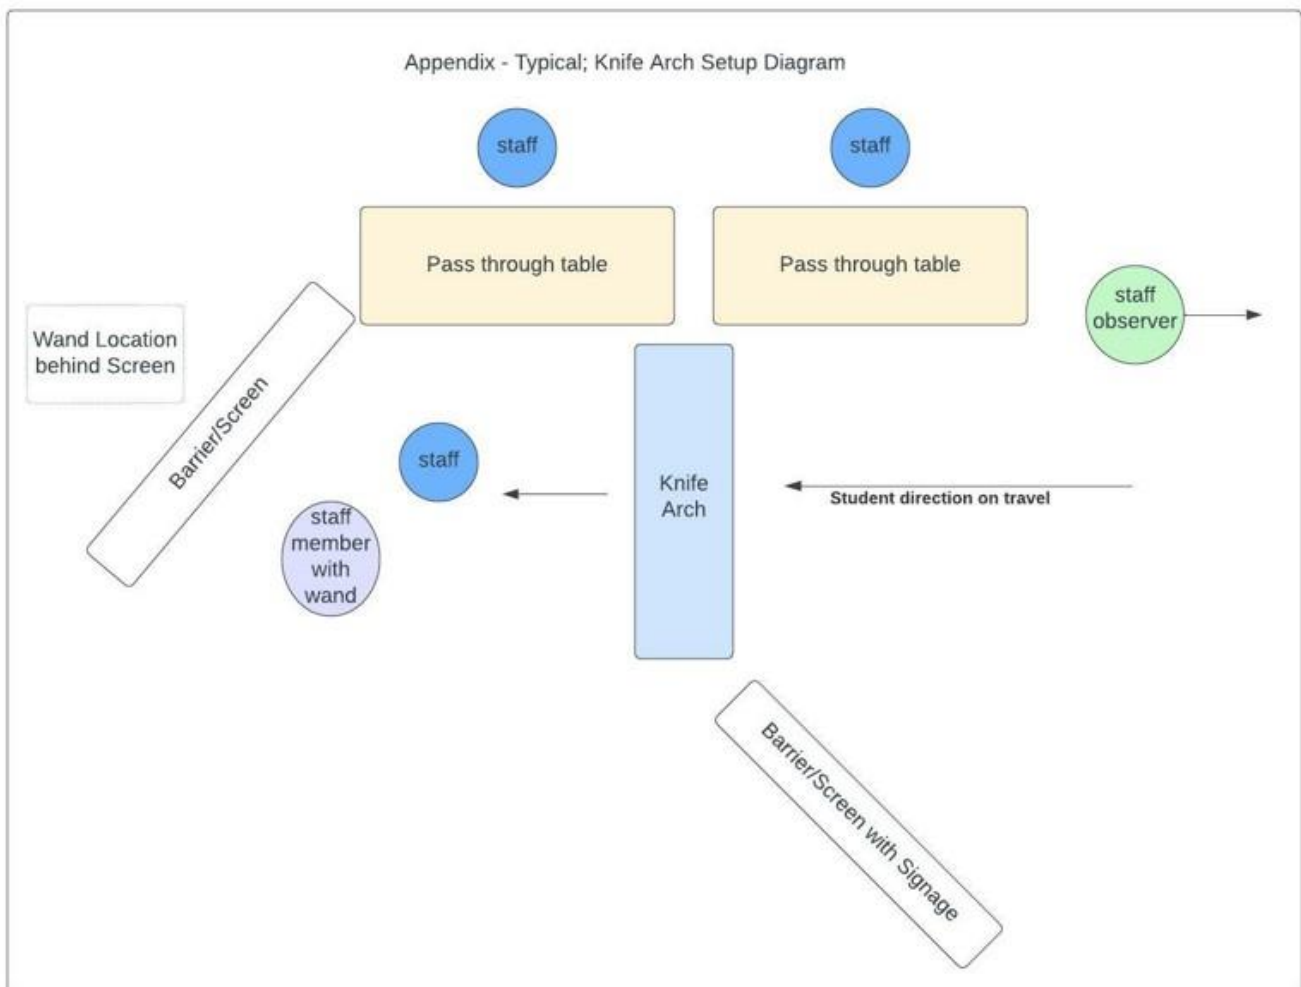 Appendix - Typical; Knife Arch Setup Diagram
staff
staff
Pass through table
Pass through table
staff
observer
Wand Location
behind Screen
Barrier/Screen
staff
Knife
Arch
Student direction on travel
staff
member
with
wand
Barrier/Screen with Signage